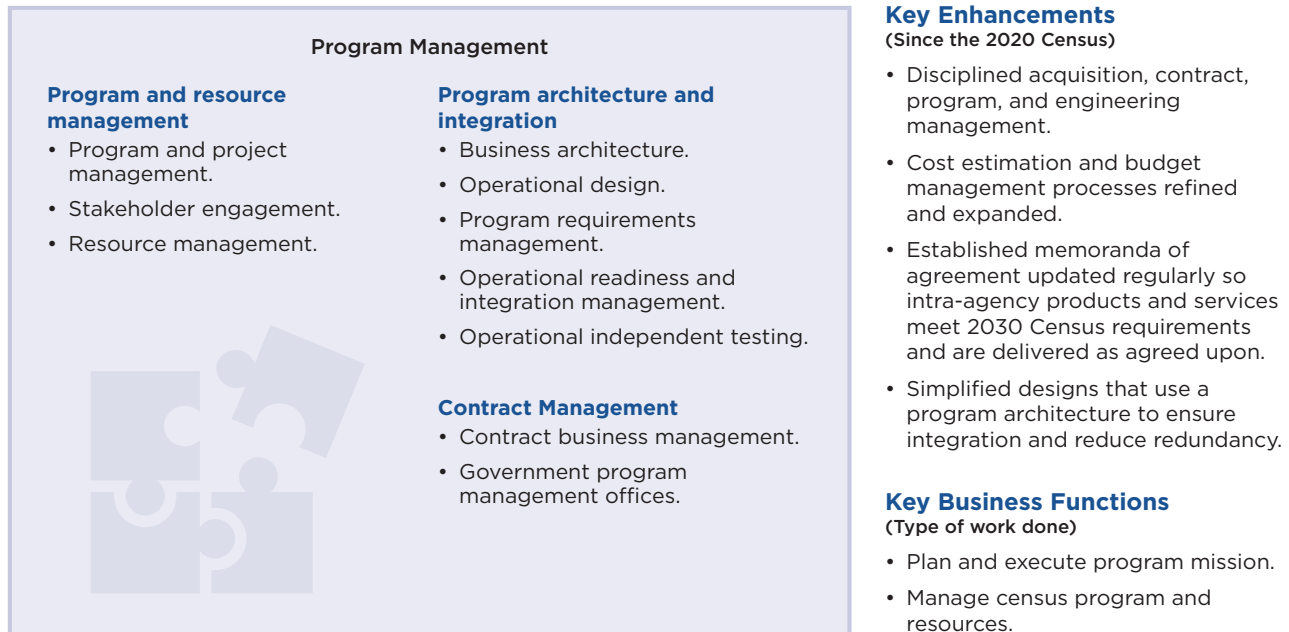 Program Management
Program and resource
management
• Program and project
management.
• Stakeholder engagement.
• Resource management.
Program architecture and
integration
• Business architecture.
• Operational design.
• Program requirements
management.
• Operational readiness and
integration management.
• Operational independent testing.
Contract Management
• Contract business management.
• Government program
management offices.
Key Enhancements
(Since the 2020 Census)
• Disciplined acquisition, contract,
program, and engineering
management.
• Cost estimation and budget
management processes refined
and expanded.
• Established memoranda of
agreement updated regularly so
intra-agency products and services
meet 2030 Census requirements
and are delivered as agreed upon.
• Simplified designs that use a
program architecture to ensure
integration and reduce redundancy.
Key Business Functions
(Type of work done)
• Plan and execute program mission.
• Manage census program and
resources.